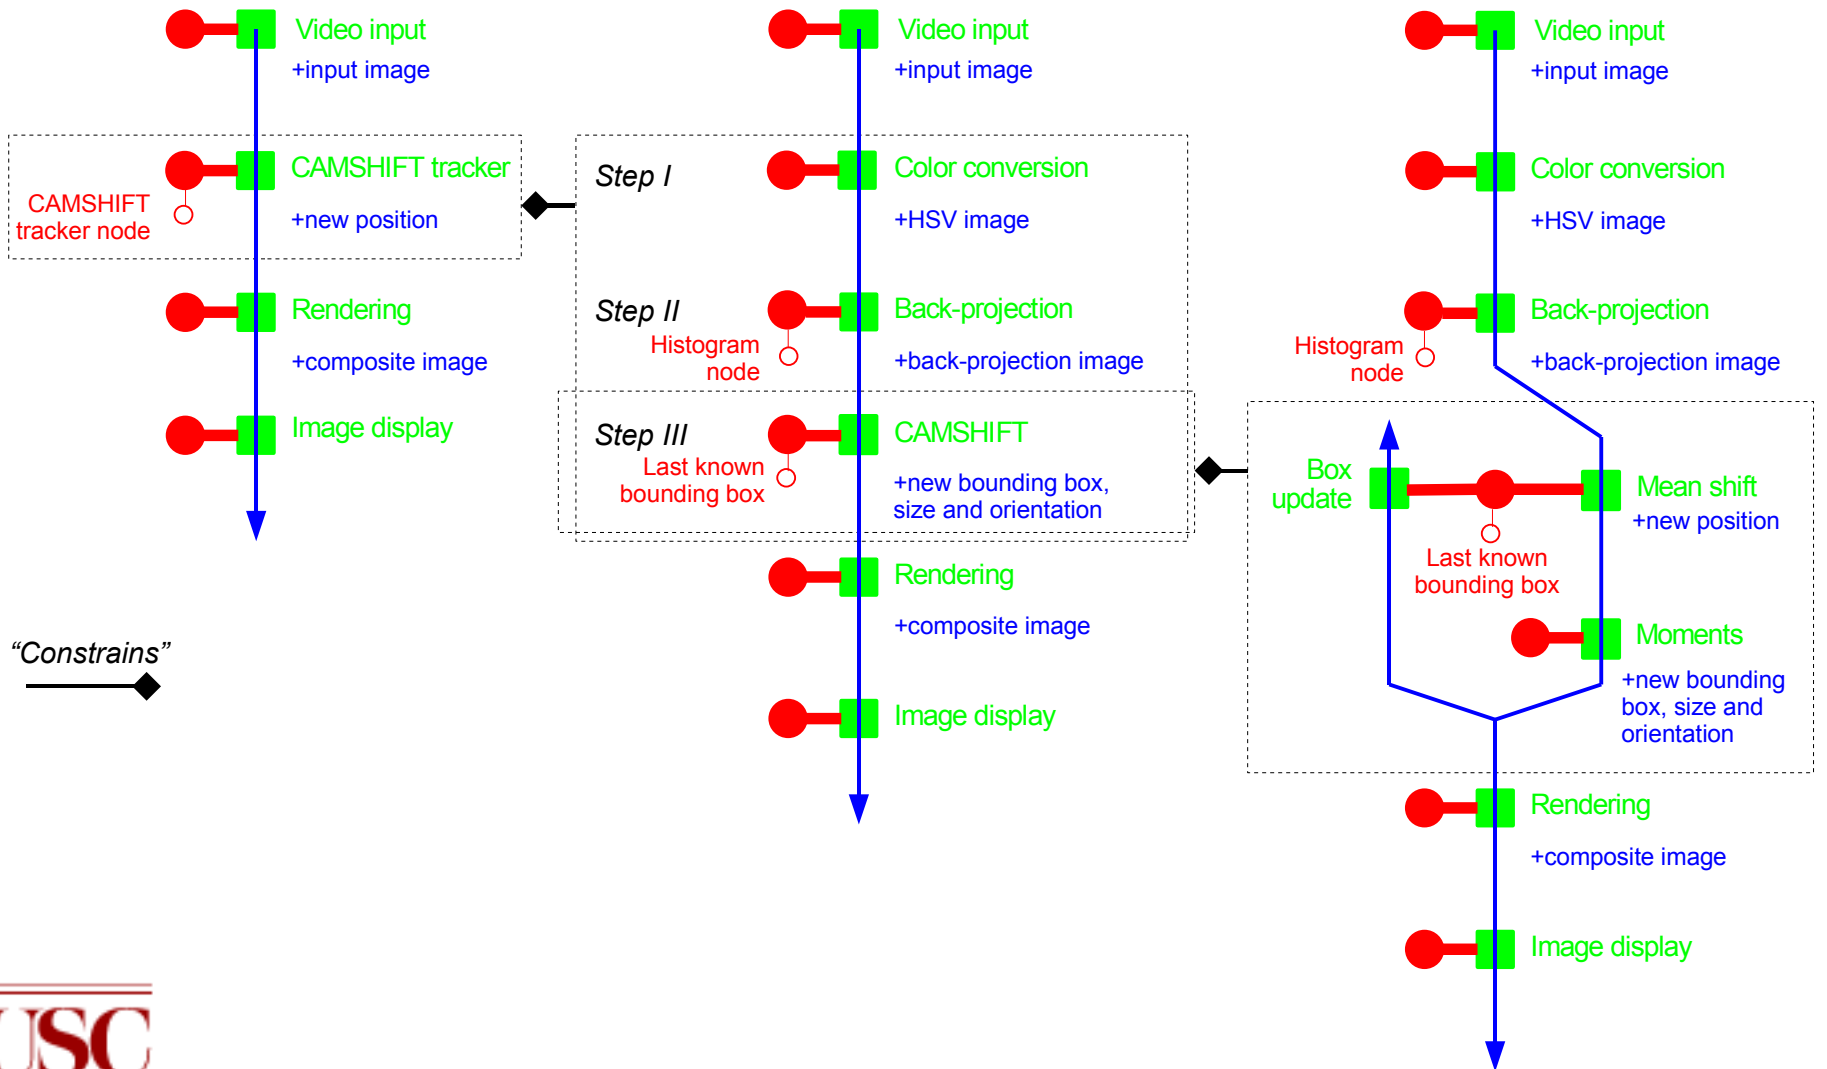 Video input
+input image
CAMSHIFT tracker
CAMSHIFT
tracker node
+new position
Rendering
+composite image
Image display
"Constrains"
Video input
+input image
Step I
Color conversion
+HSV image
Step II
Back-projection
Histogram
node
+back-projection image
Step III
CAMSHIFT
Last known
bounding box
+new bounding box,
size and orientation
Rendering
+composite image
Image display
Video input
+input image
Color conversion
+HSV image
Back-projection
Histogram
node
+back-projection image
Box
update
Mean shift
+new position
Last known
bounding box
Moments
+new bounding
box, size and
orientation
Rendering
+composite image
Image display
USC